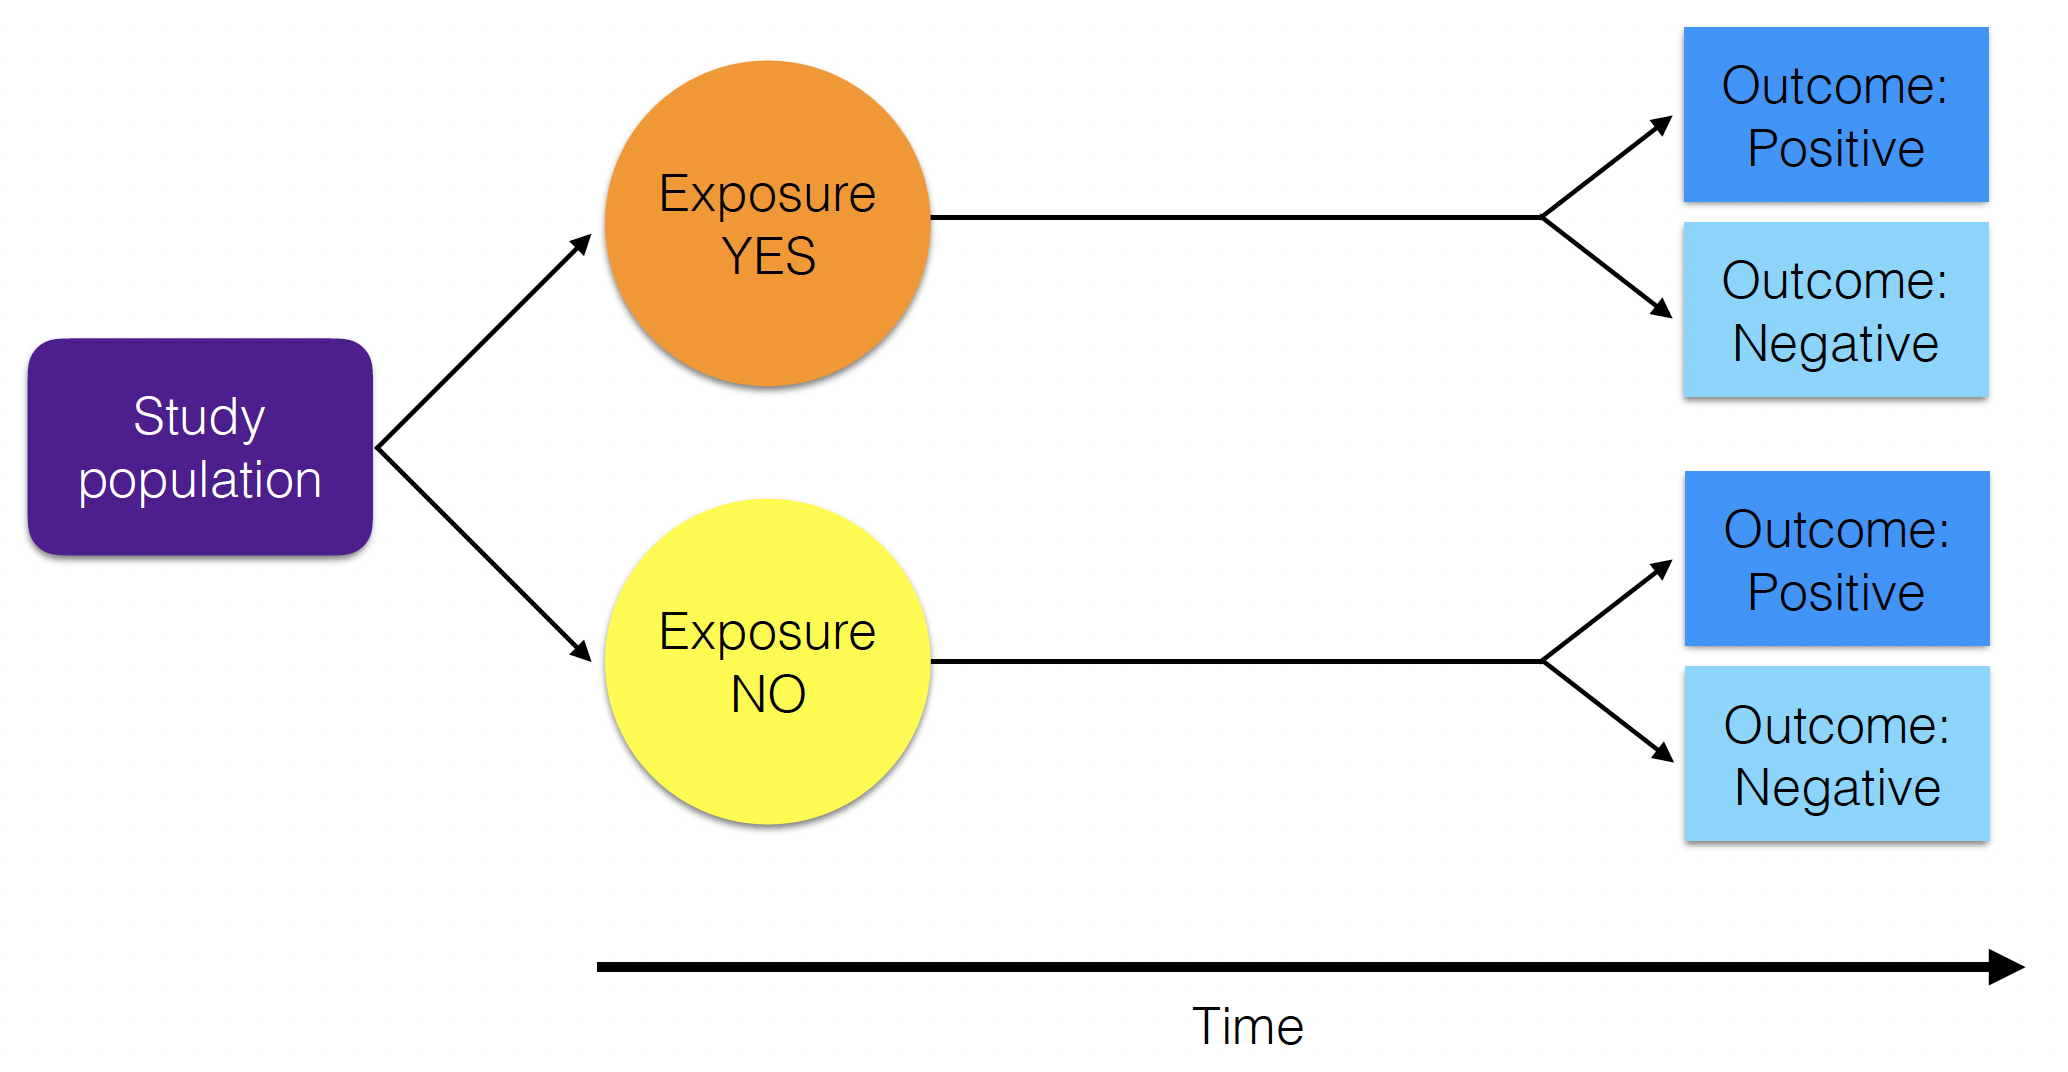 Study
population
Exposure
YES
Exposure
NO
Outcome:
Positive
Outcome:
Negative
Outcome:
Positive
Outcome:
Negative
Time